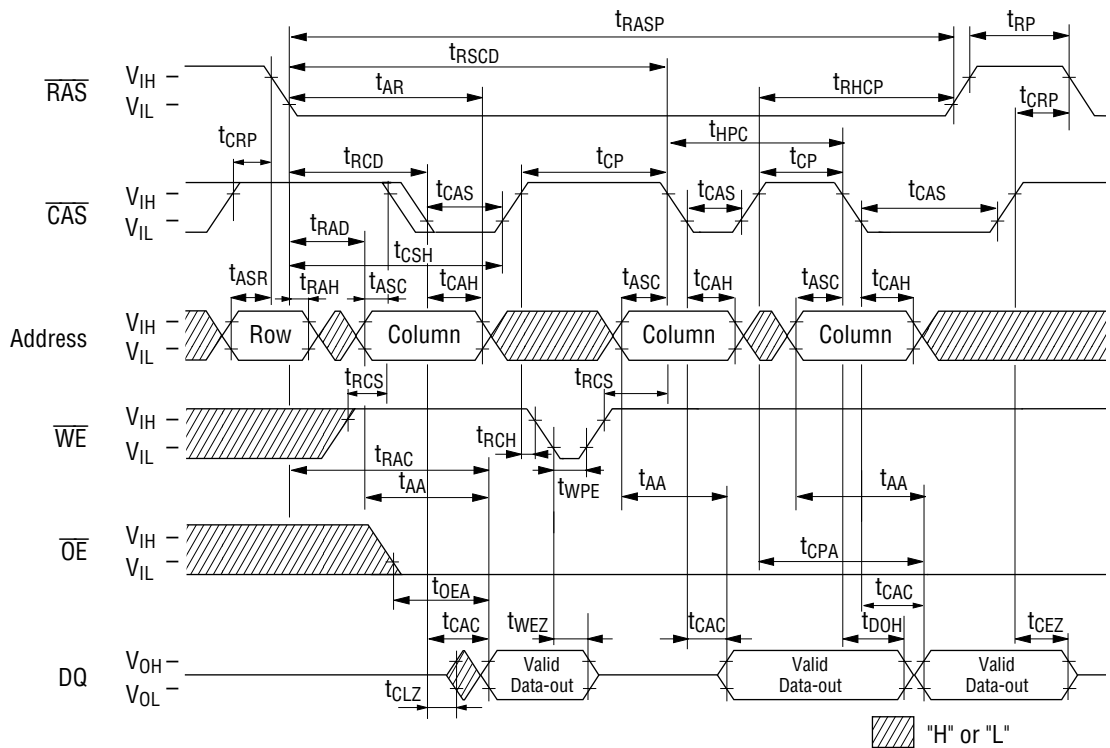 tRASP
tRP
tRSCD
VIH
RAS
VIL
tAR
tRHCP
tCRP
tCRP
tHPC
tRCD
tCP
tCP
VIH
CAS
VIL
tCAS
tCAS
tCAS
tRAD
tCSH
tASR
tRAH
tASC
tCAH
tASC
tCAH
tASC
tCAH
Address
VIH
VIL
Row
Column
Column
Column
tRCS
tRCS
WE
VIH
VIL
tRCH
tRAC
tWPE
tAA
tAA
tAA
OE
VIH
VIL
tCPA
tOEA
tCAC
tCAC
tWEZ
tCAC
tDOH
tCEZ
DQ
VOH
VOL
Valid
Data-out
Valid
Data-out
Valid
Data-out
tCLZ
"H" or "L"